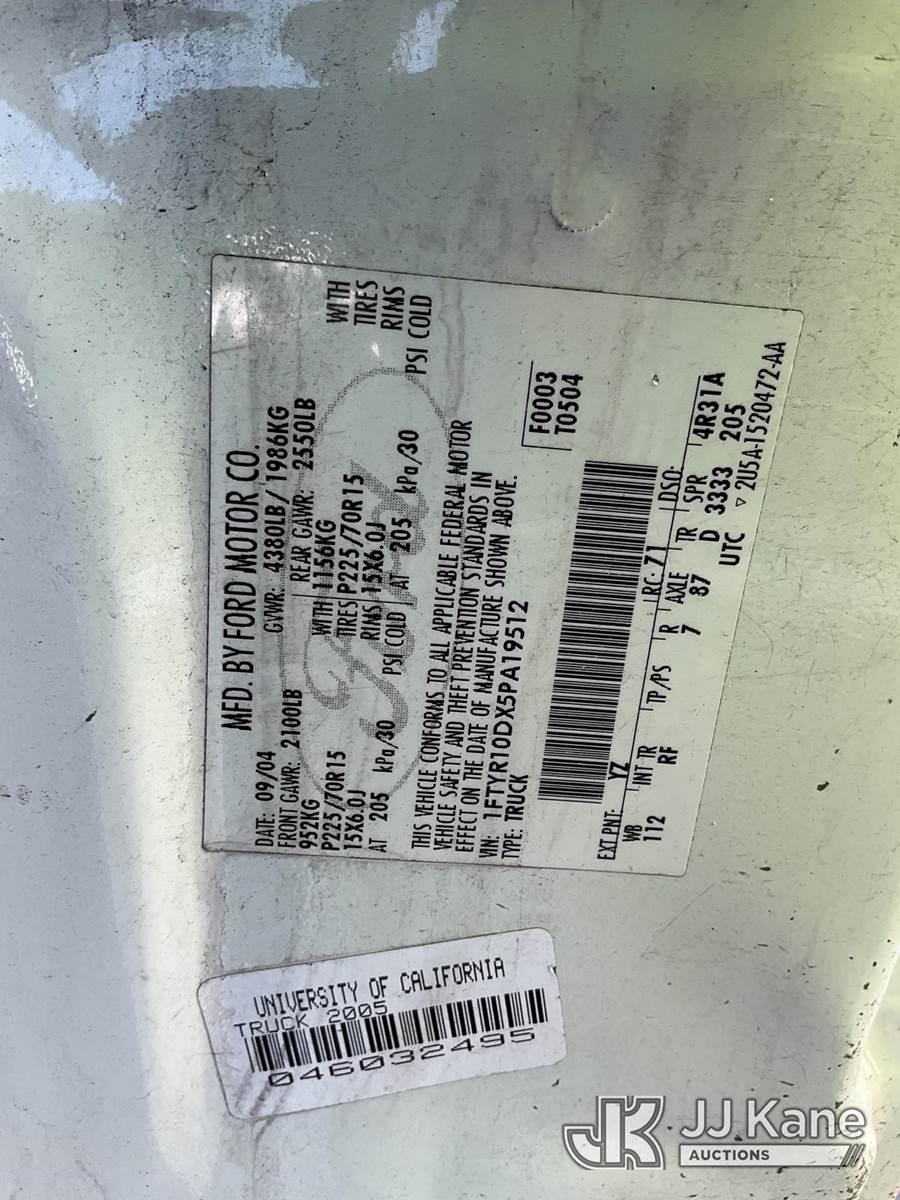 MFD. BY FORD MOTOR CO.
DATE: 09/04 GVWR: 4380LB/ 1986KG
FRONT GAWR: 2100LB REAR GAWR: 2550LB
952KG WITH 1156KG WITH
P225/70R15 TIRES P225/70R15 TIRES
15X6.0J RIMS 15X6.0J RIMS
AT 205 kPa/30 PSI COLD AT 205 kPa/30 PSI COLD
Ford
THIS VEHICLE CONFORMS TO ALL APPLICABLE FEDERAL MOTOR
VEHICLE SAFETY AND THEFT PREVENTION STANDARDS IN
EFFECT ON THE DATE OF MANUFACTURE SHOWN ABOVE.
VIN: 1FTYR10DX5PA19512
TYPE: TRUCK
F0003
T0504
EXT PNT: YZ RC: 71 DSO:
WB INT TR TP/PS R AXLE TR SPR
112 RF 7 87 D 3333 4R31A
205
UTC ▽ 2U5A-1520472-AA
UNIVERSITY OF CALIFORNIA
TRUCK 2005
046032495
JK JJ Kane
AUCTIONS